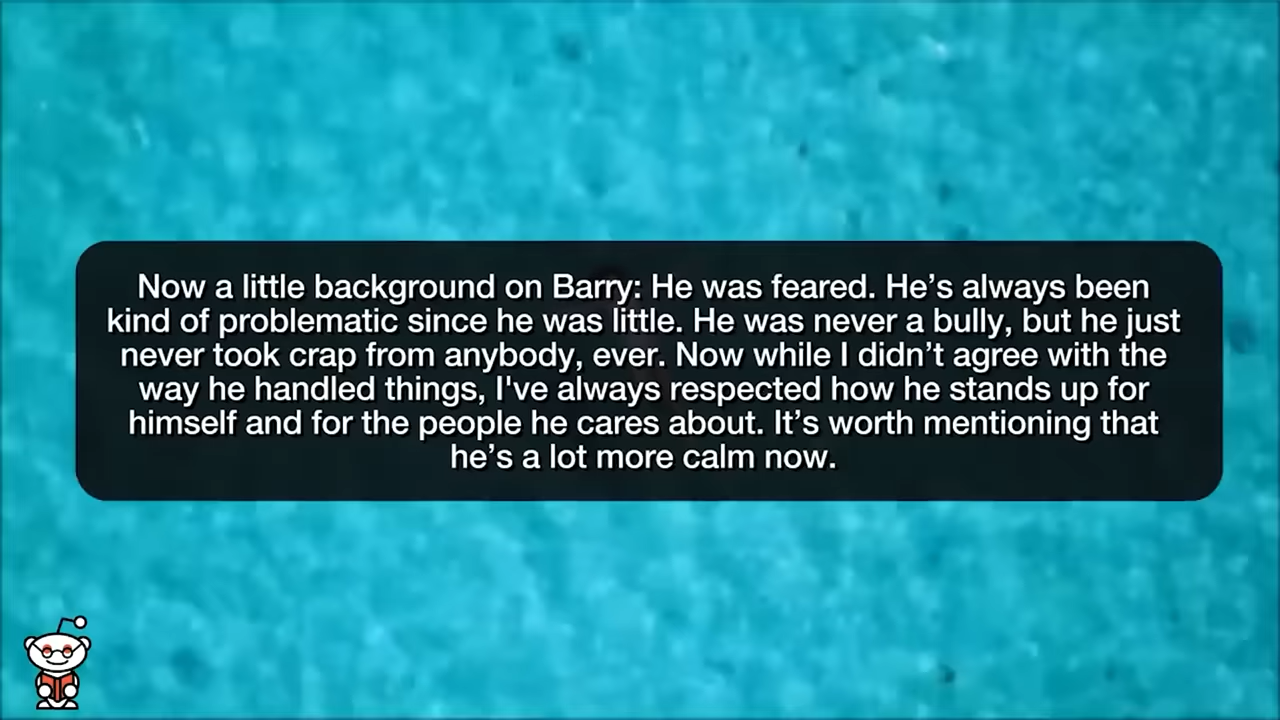 Now a little background on Barry: He was feared. He’s always been
kind of problematic since he was little. He was never a bully, but he just
never took crap from anybody, ever. Now while I didn’t agree with the
way he handled things, I've always respected how he stands up for
himself and for the people he cares about. It’s worth mentioning that
he’s a lot more calm now.